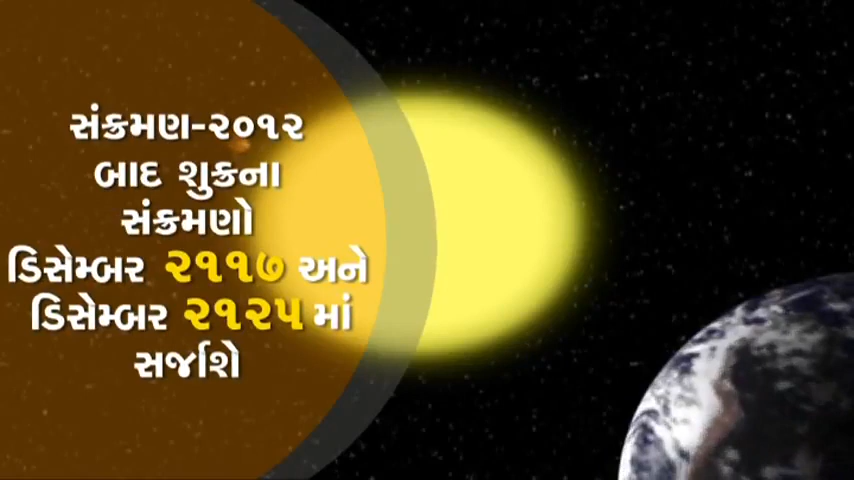 સંક્રમણ-૨૦૧૨
બાદ શુક્રના
સંક્રમણો
ડિસેમ્બર ૨૧૧૭ અને
ડિસેમ્બર ૨૧૨૫ માં
સર્જાશે